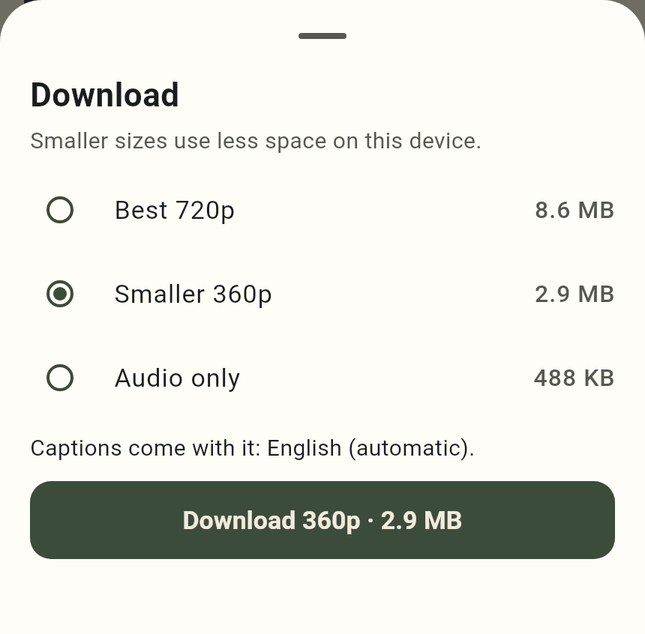 Download
Smaller sizes use less space on this device.
Best 720p 8.6 MB
Smaller 360p 2.9 MB
Audio only 488 KB
Captions come with it: English (automatic).
Download 360p · 2.9 MB